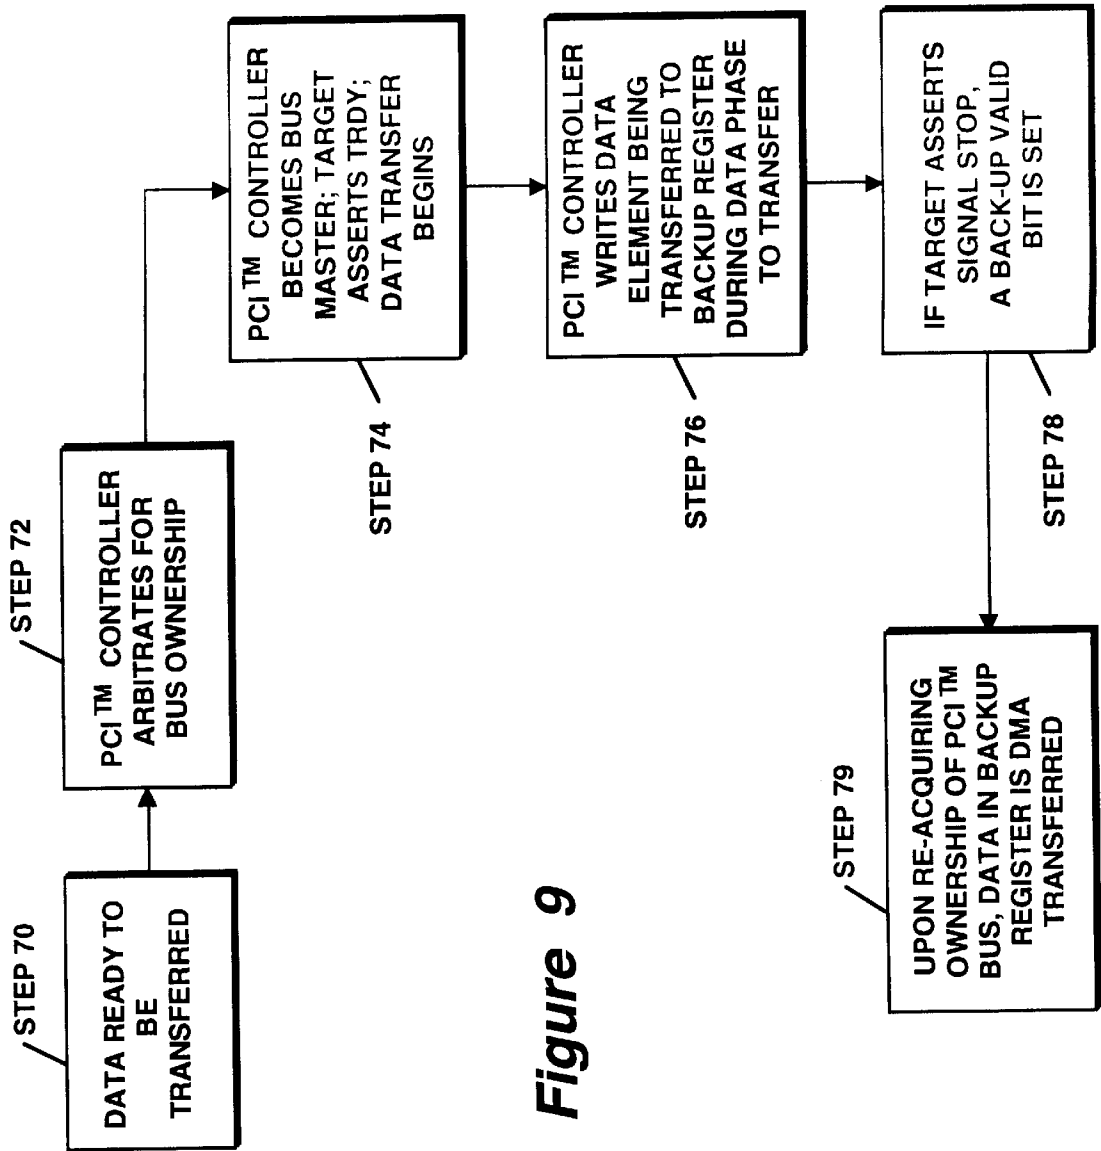 STEP 70
DATA READY TO
BE
TRANSFERRED
STEP 72
PCI™ CONTROLLER
ARBITRATES FOR
BUS OWNERSHIP
PCI™ CONTROLLER
BECOMES BUS
MASTER; TARGET
ASSERTS TRDY;
DATA TRANSFER
BEGINS
STEP 74
PCI™ CONTROLLER
WRITES DATA
ELEMENT BEING
TRANSFERRED TO
BACKUP REGISTER
DURING DATA PHASE
TO TRANSFER
STEP 76
IF TARGET ASSERTS
SIGNAL STOP,
A BACK-UP VALID
BIT IS SET
STEP 78
STEP 79
UPON RE-ACQUIRING
OWNERSHIP OF PCI™
BUS, DATA IN BACKUP
REGISTER IS DMA
TRANSFERRED
Figure 9